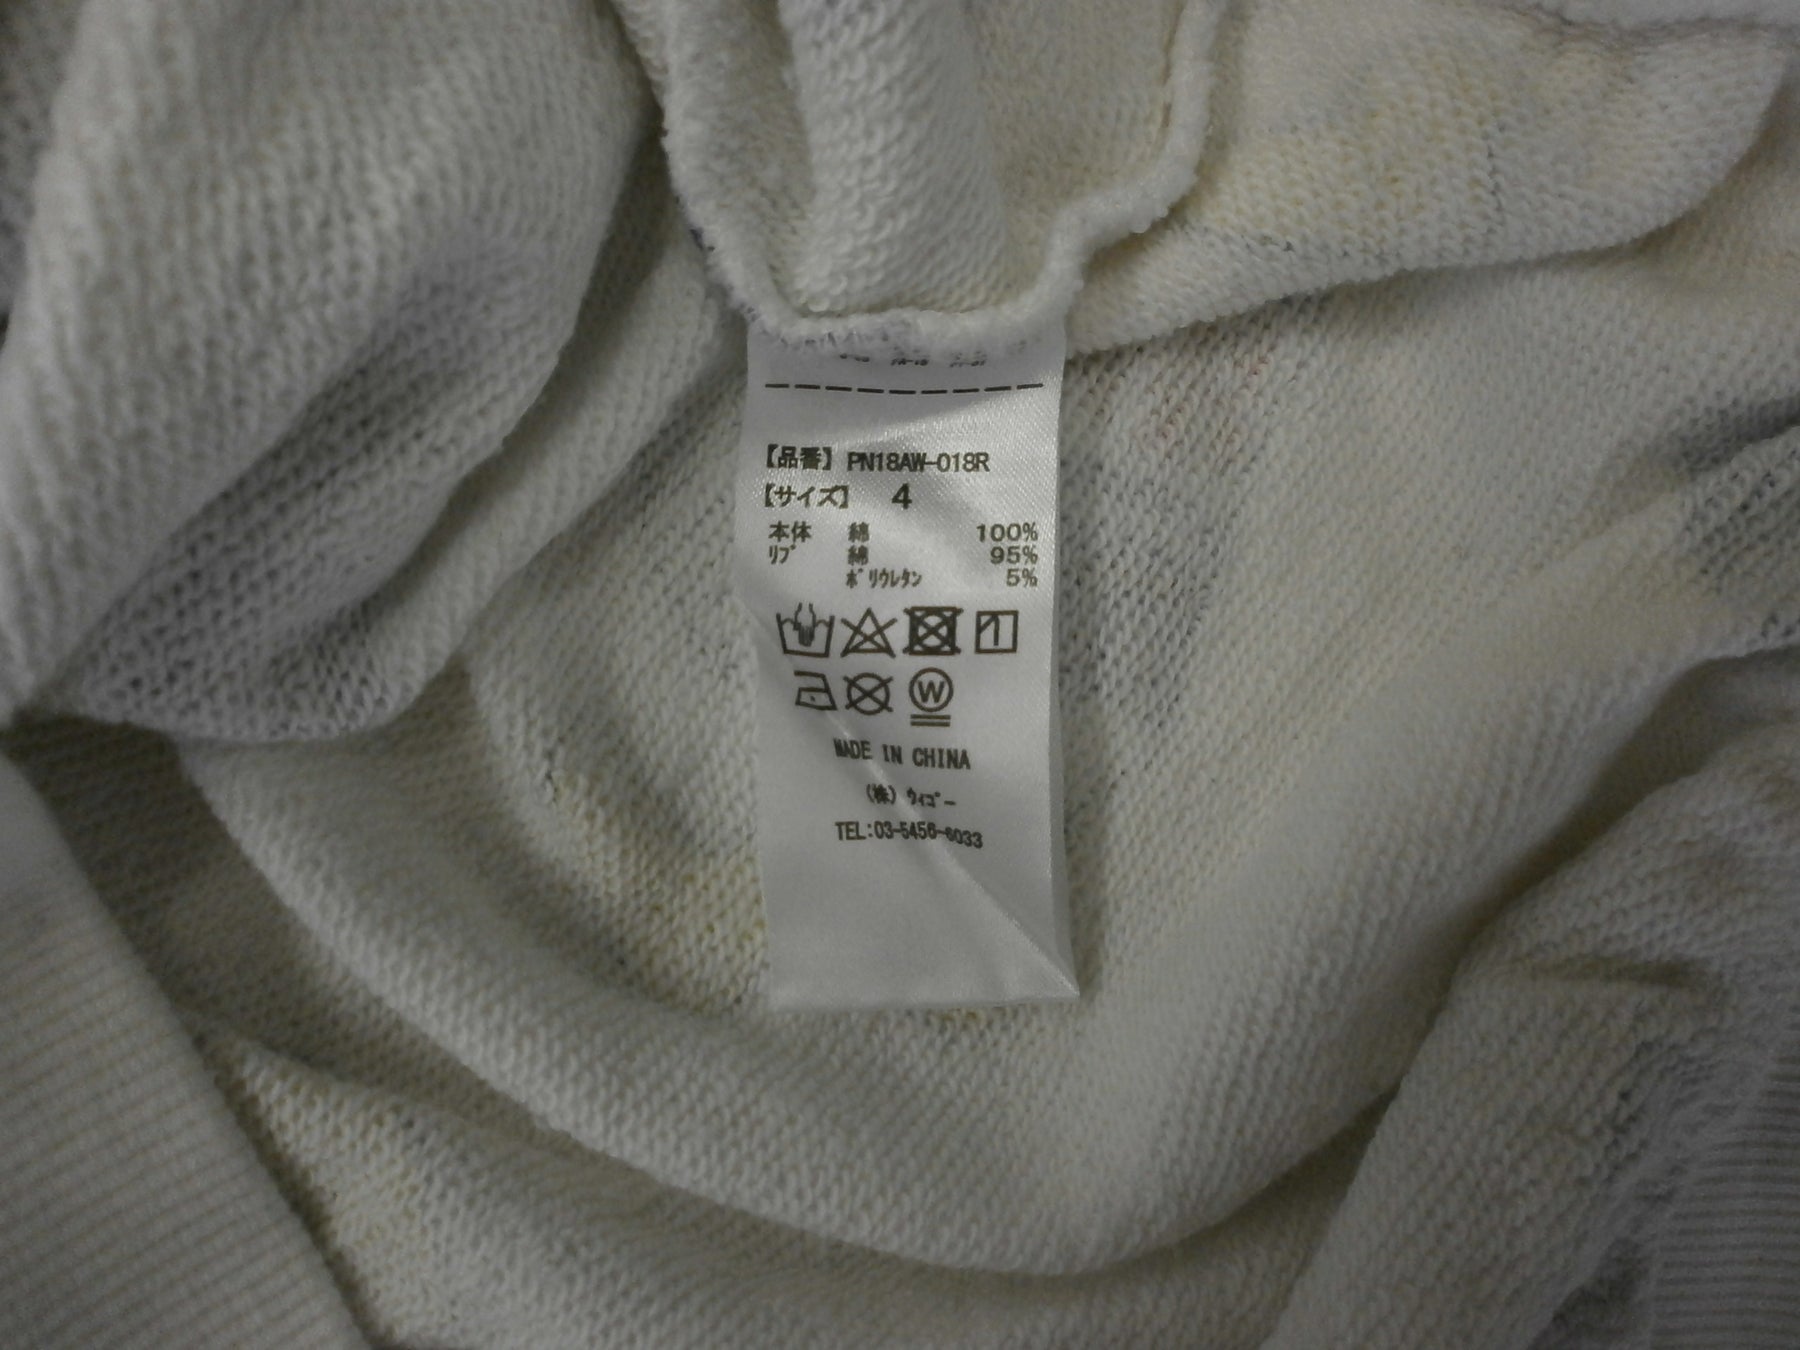 【品番】 PN18AW-018R
【サイズ】 4
本体 綿 100%
リブ 綿 95%
ポリウレタン 5%
W
MADE IN CHINA
(株) ウィゴー
TEL:03-5456-6033